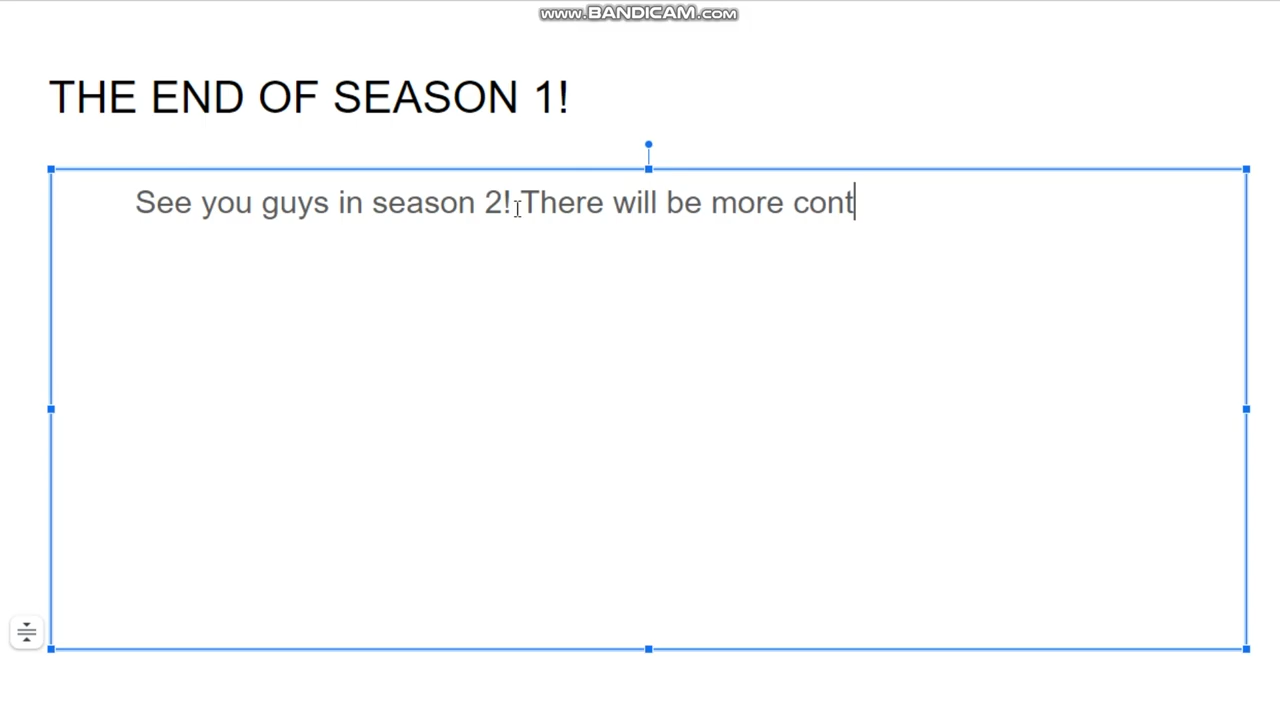 www.BANDICAM.com
THE END OF SEASON 1!
See you guys in season 2! There will be more cont